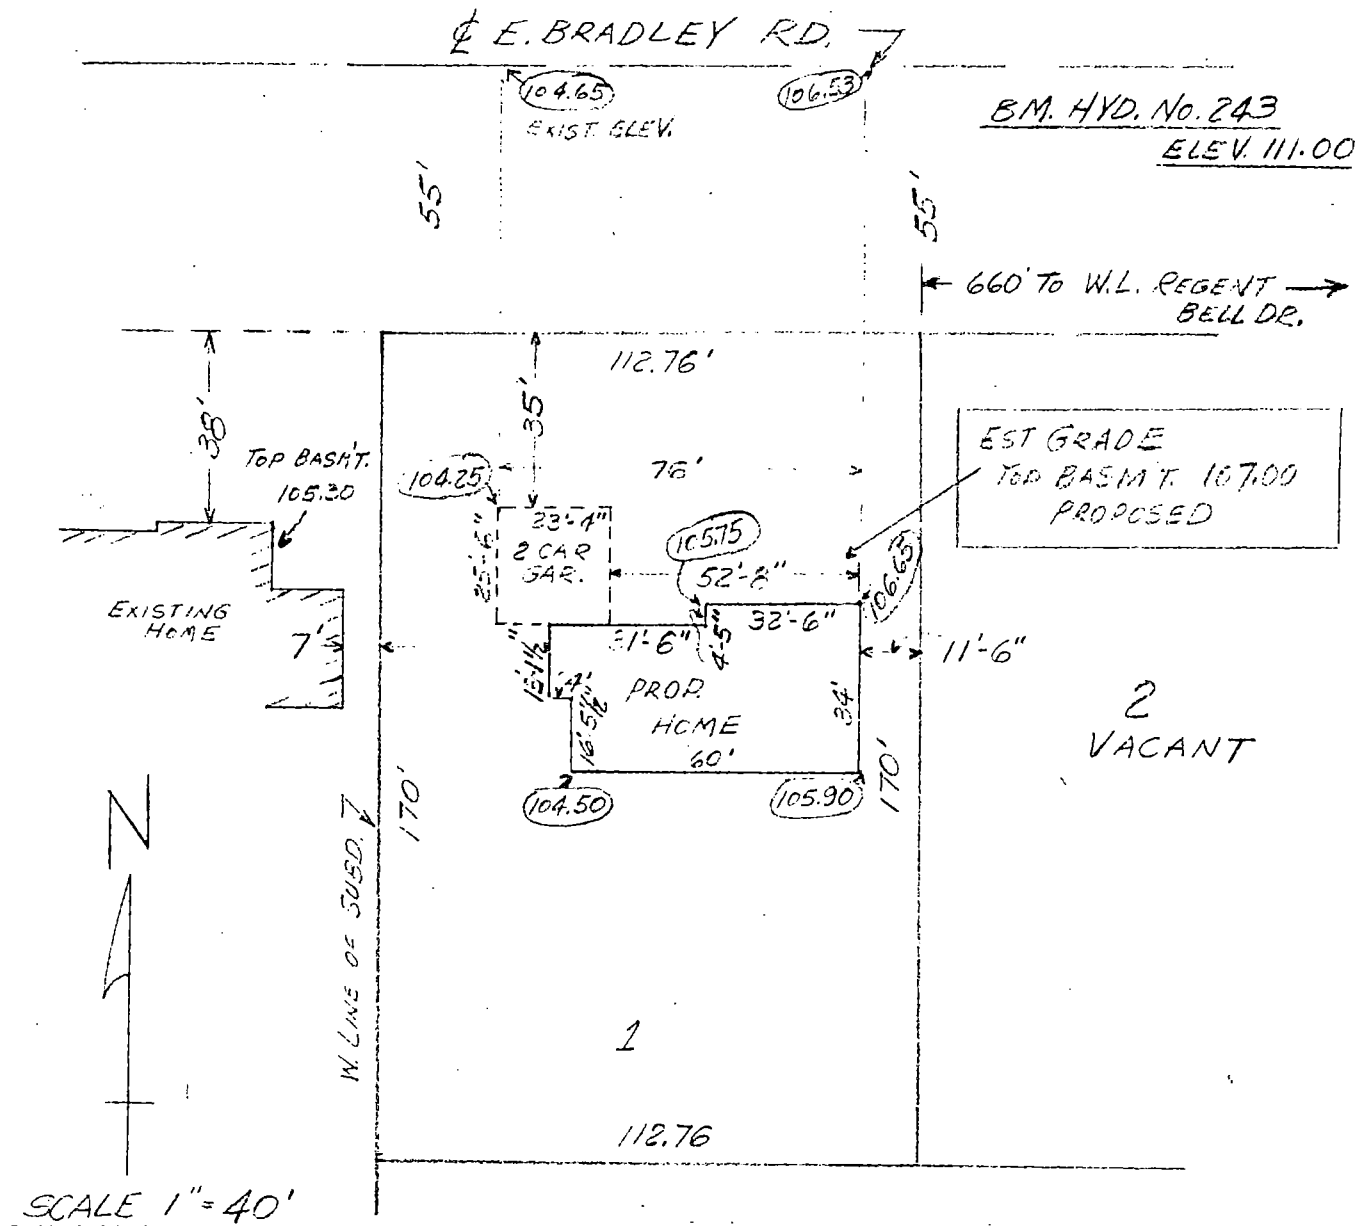 ℄ E. BRADLEY RD.
104.65
106.53
EXIST. ELEV.
BM. HYD. No. 243
ELEV. 111.00
55'
55'
660' TO W.L. REGENT
BELL DR.
112.76'
38'
35'
TOP BASM'T.
105.30
104.25
76'
EST GRADE
TOP BASM'T. 107.00
PROPOSED
23'-4"
2 CAR
GAR.
25'-6"
105.75
52'-8"
106.65
EXISTING
HOME
7'
31'-6"
4'-5"
32'-6"
11'-6"
13'-1½"
4'
16'-5½"
PROP.
HOME
34'
60'
2
VACANT
104.50
105.90
170'
170'
N
W. LINE OF SUBD.
1
112.76
SCALE 1" = 40'